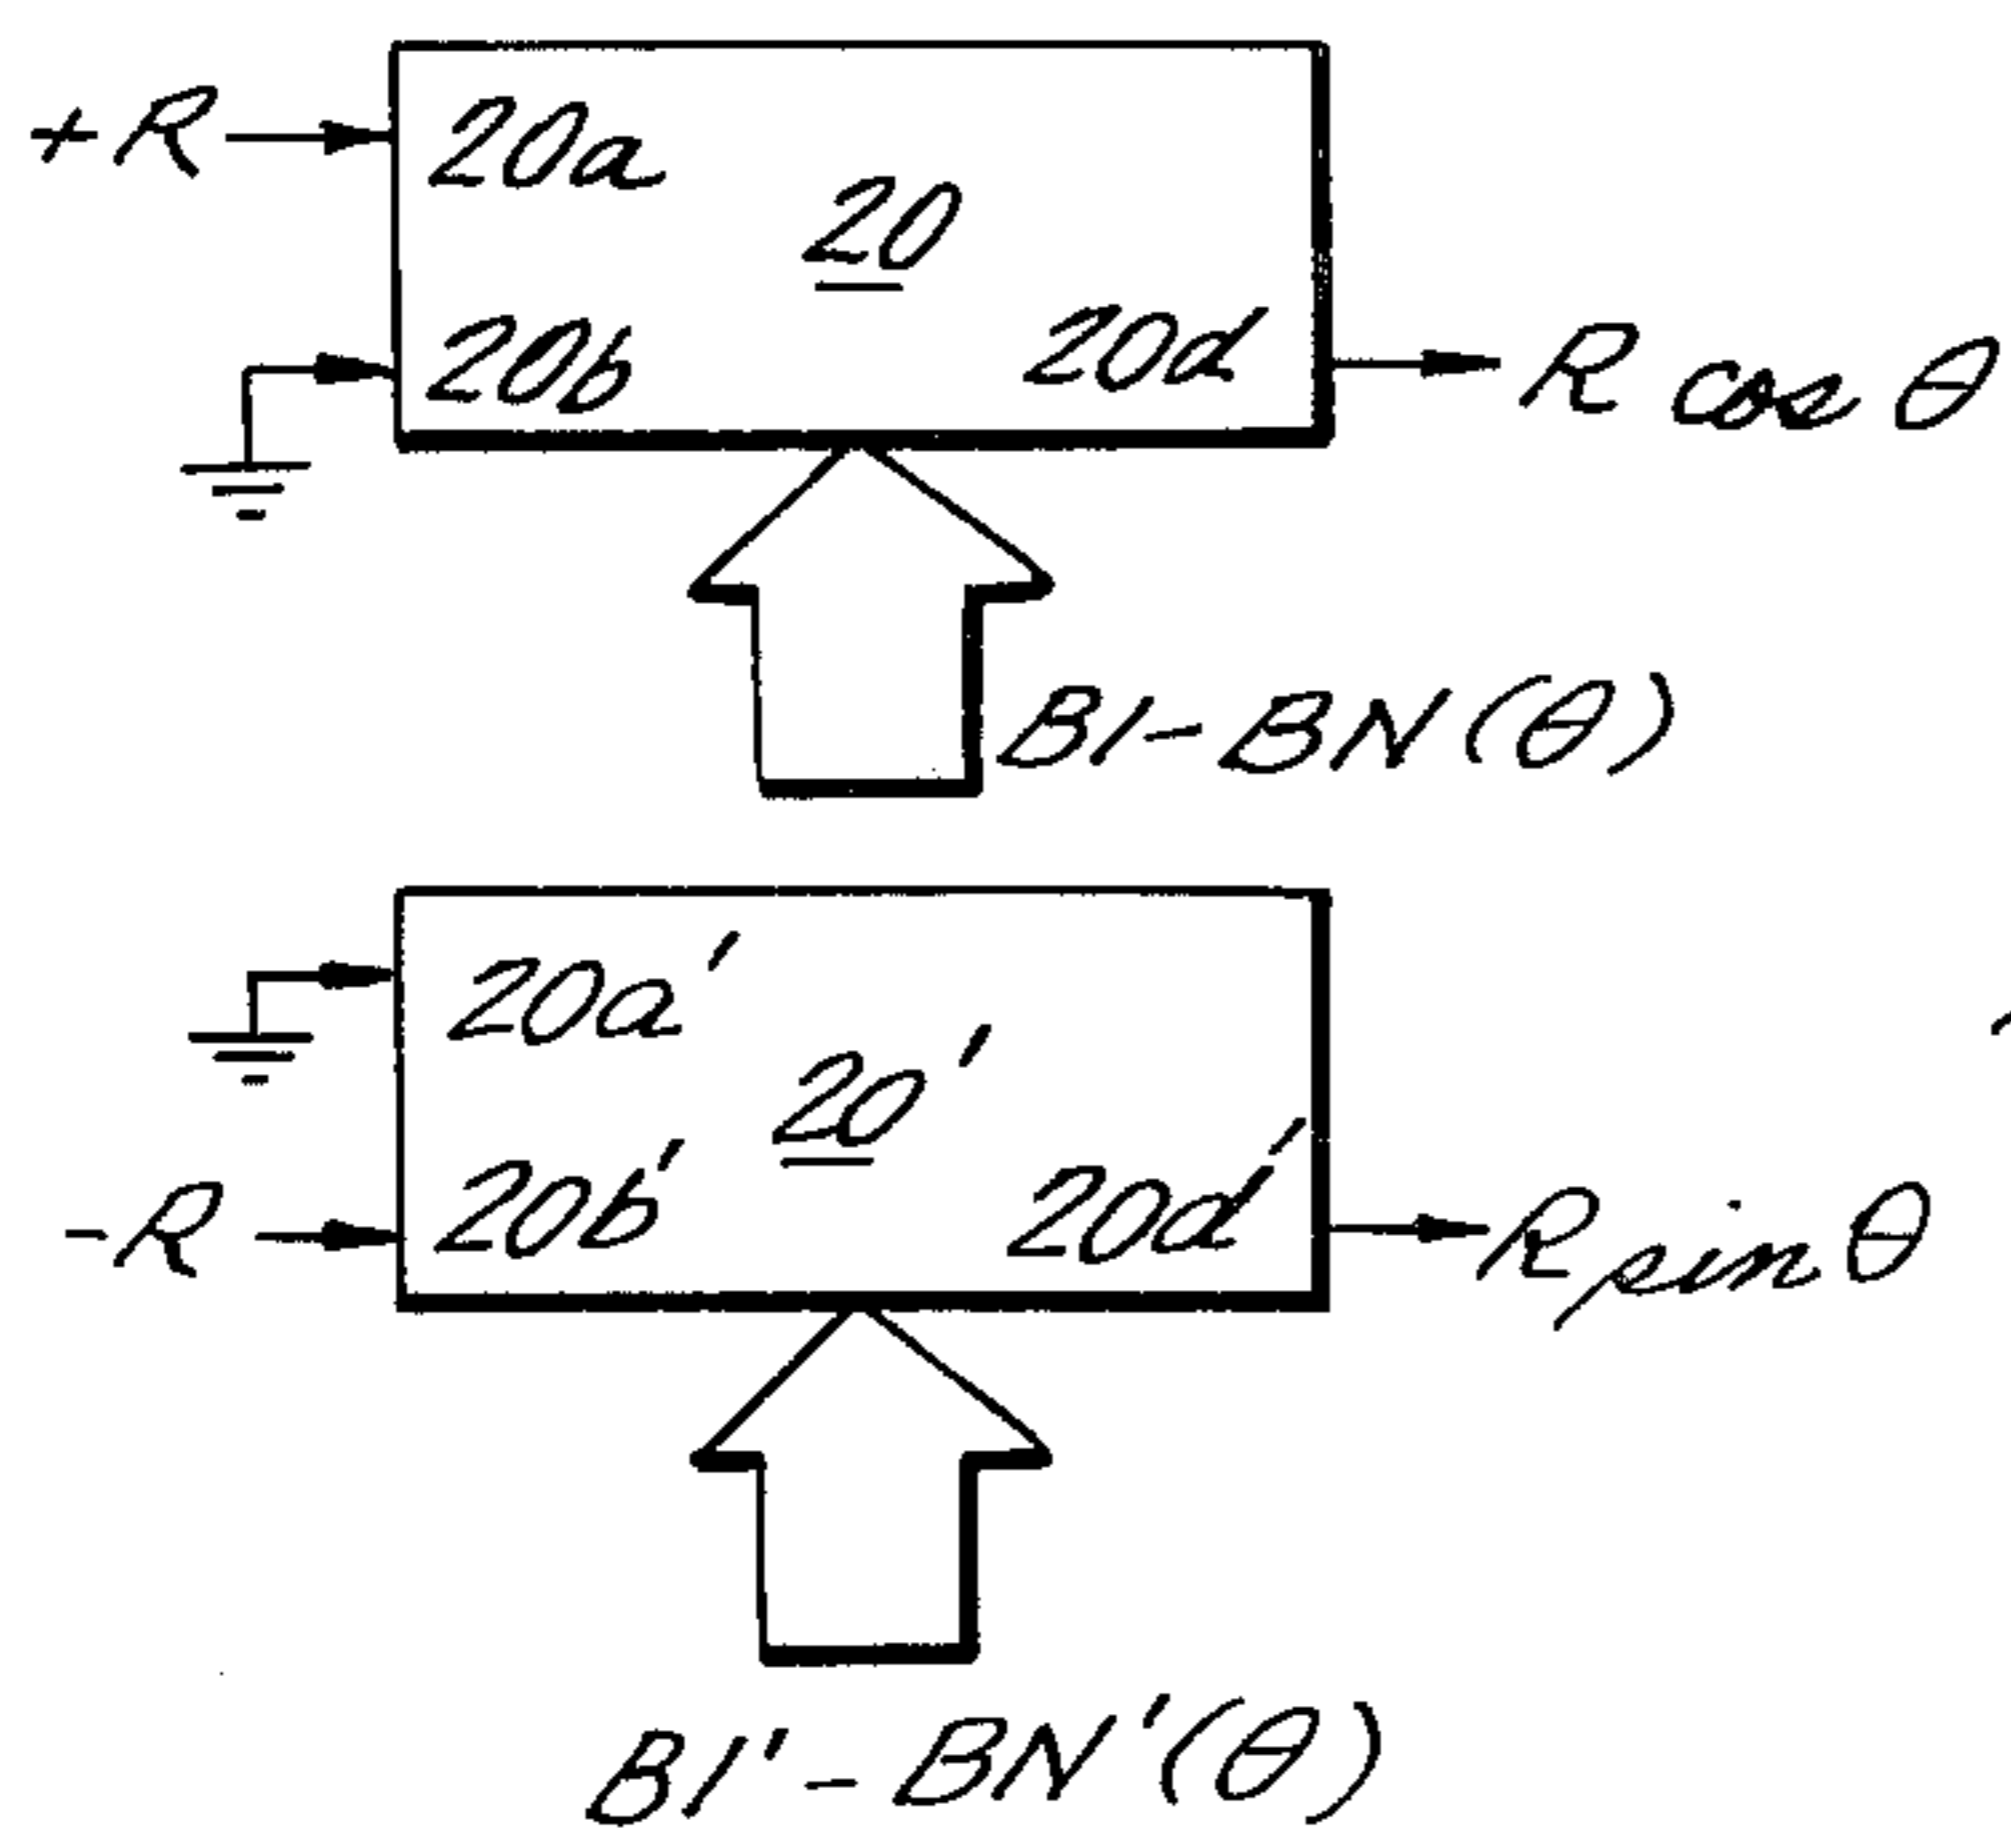 +R
20a
20
20b
20d
R cos θ
B1-BN(θ)
20a'
20'
-R
20b'
20d'
R sin θ
B1'-BN'(θ)